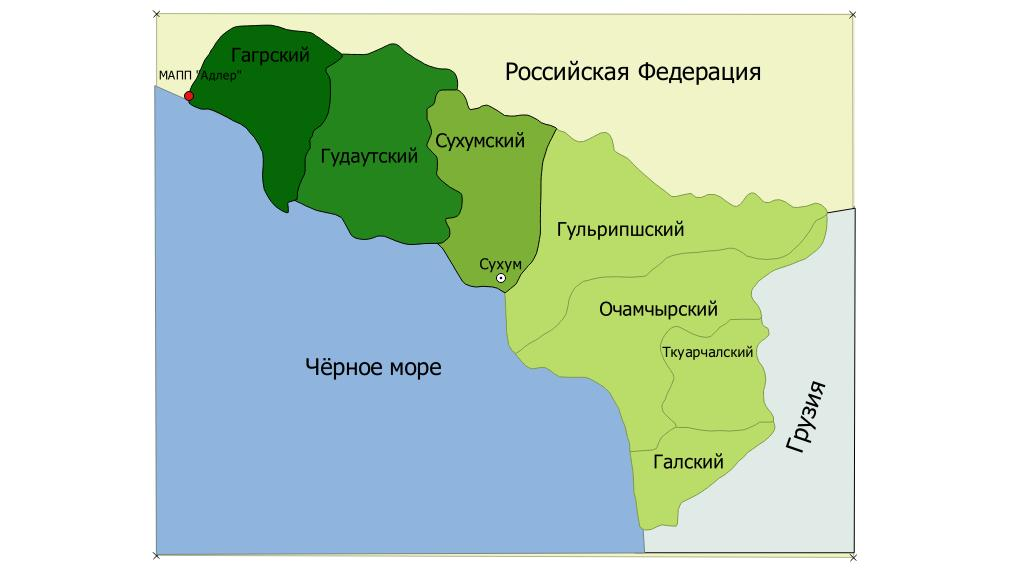 Гагрский
МАПП "Адлер"
Российская Федерация
Сухумский
Гудаутский
Гульрипшский
Сухум
Очамчырский
Ткуарчалский
Чёрное море
Грузия
Галский